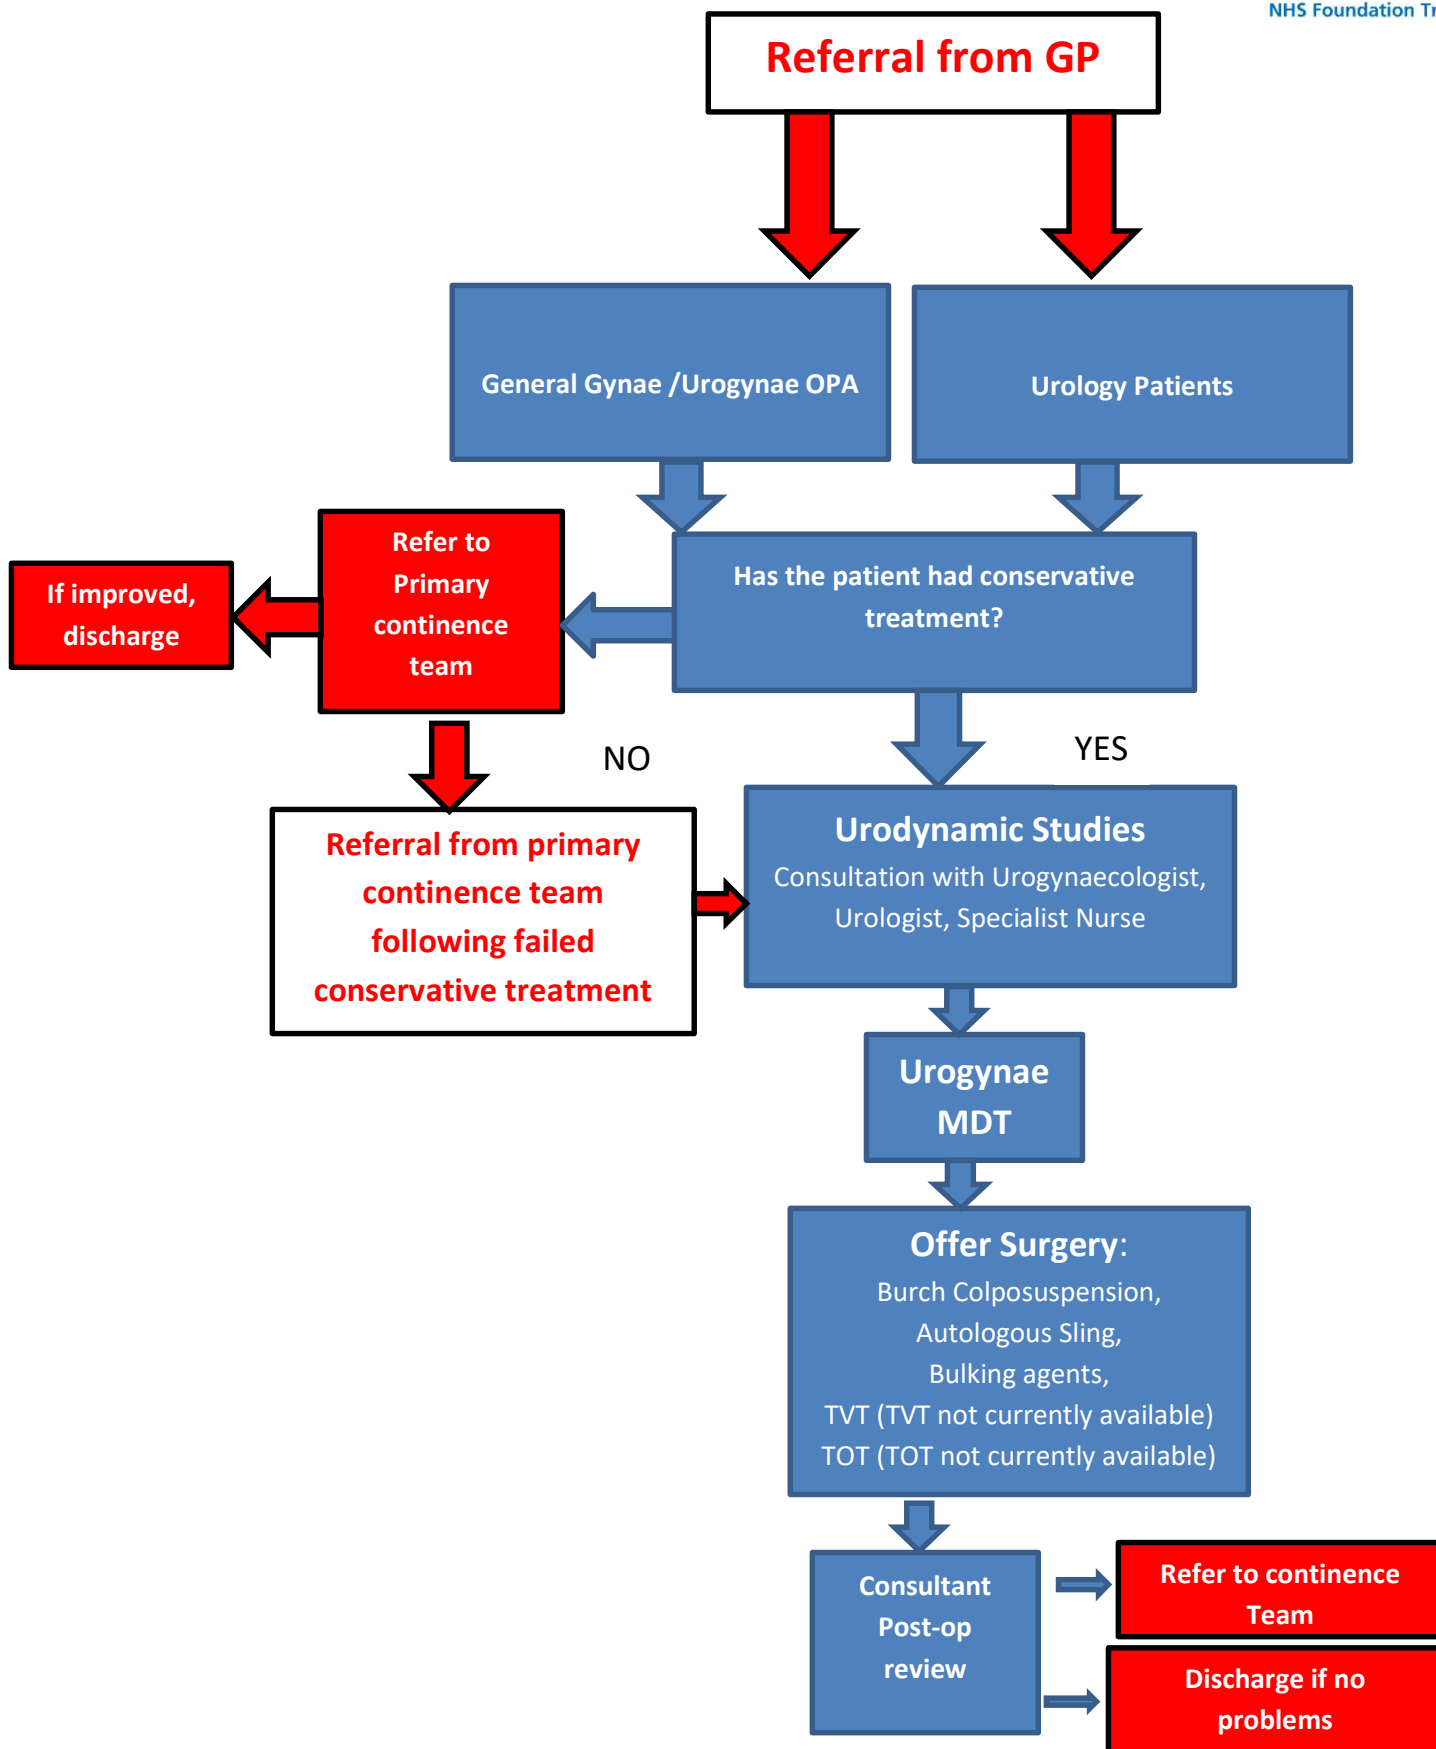 NHS Foundation Tr
Referral from GP
General Gynae /Urogynae OPA
Urology Patients
Has the patient had conservative
treatment?
Refer to
Primary
continence
team
If improved,
discharge
NO
YES
Referral from primary
continence team
following failed
conservative treatment
Urodynamic Studies
Consultation with Urogynaecologist,
Urologist, Specialist Nurse
Urogynae
MDT
Offer Surgery:
Burch Colposuspension,
Autologous Sling,
Bulking agents,
TVT (TVT not currently available)
TOT (TOT not currently available)
Consultant
Post-op
review
Refer to continence
Team
Discharge if no
problems